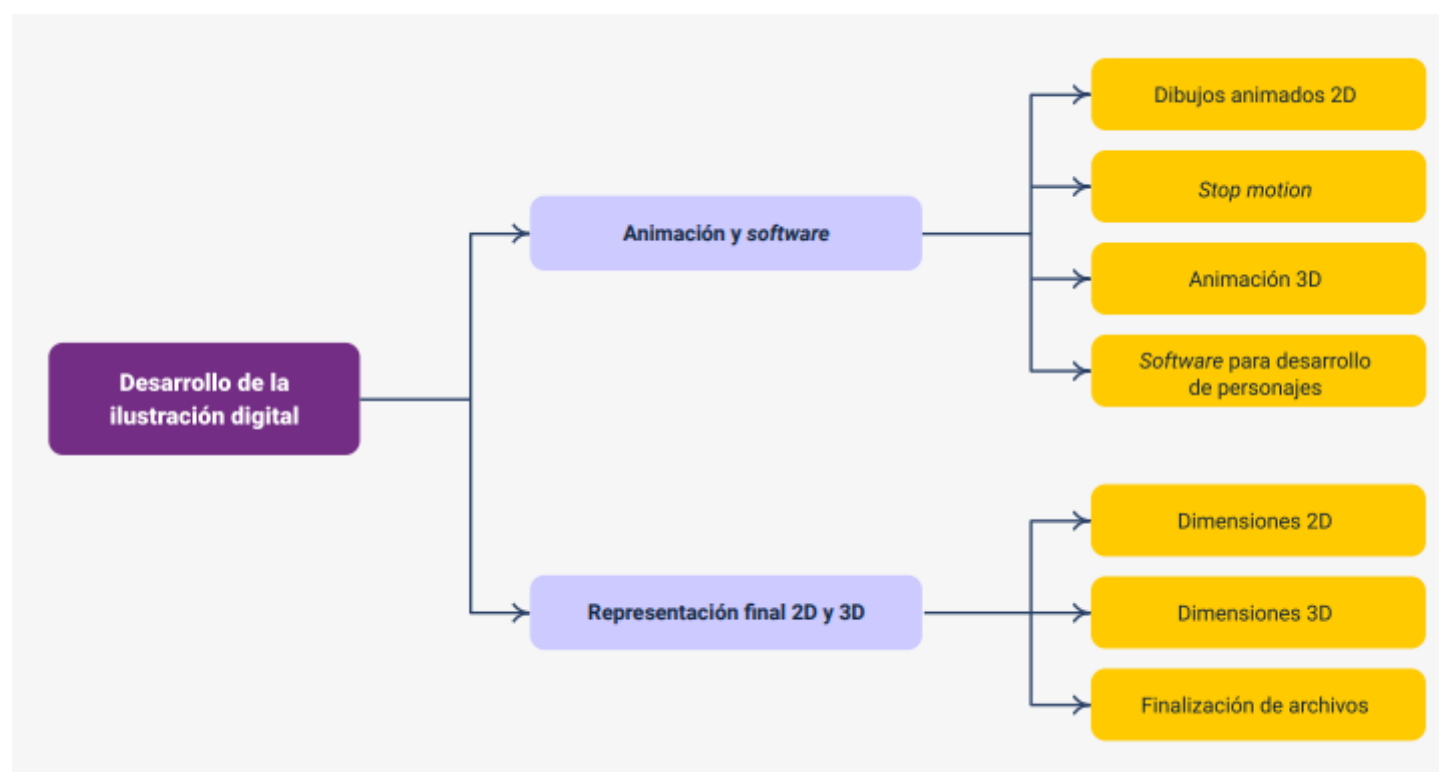 Desarrollo de la
ilustración digital
Animación y software
Dibujos animados 2D
Stop motion
Animación 3D
Software para desarrollo
de personajes
Representación final 2D y 3D
Dimensiones 2D
Dimensiones 3D
Finalización de archivos